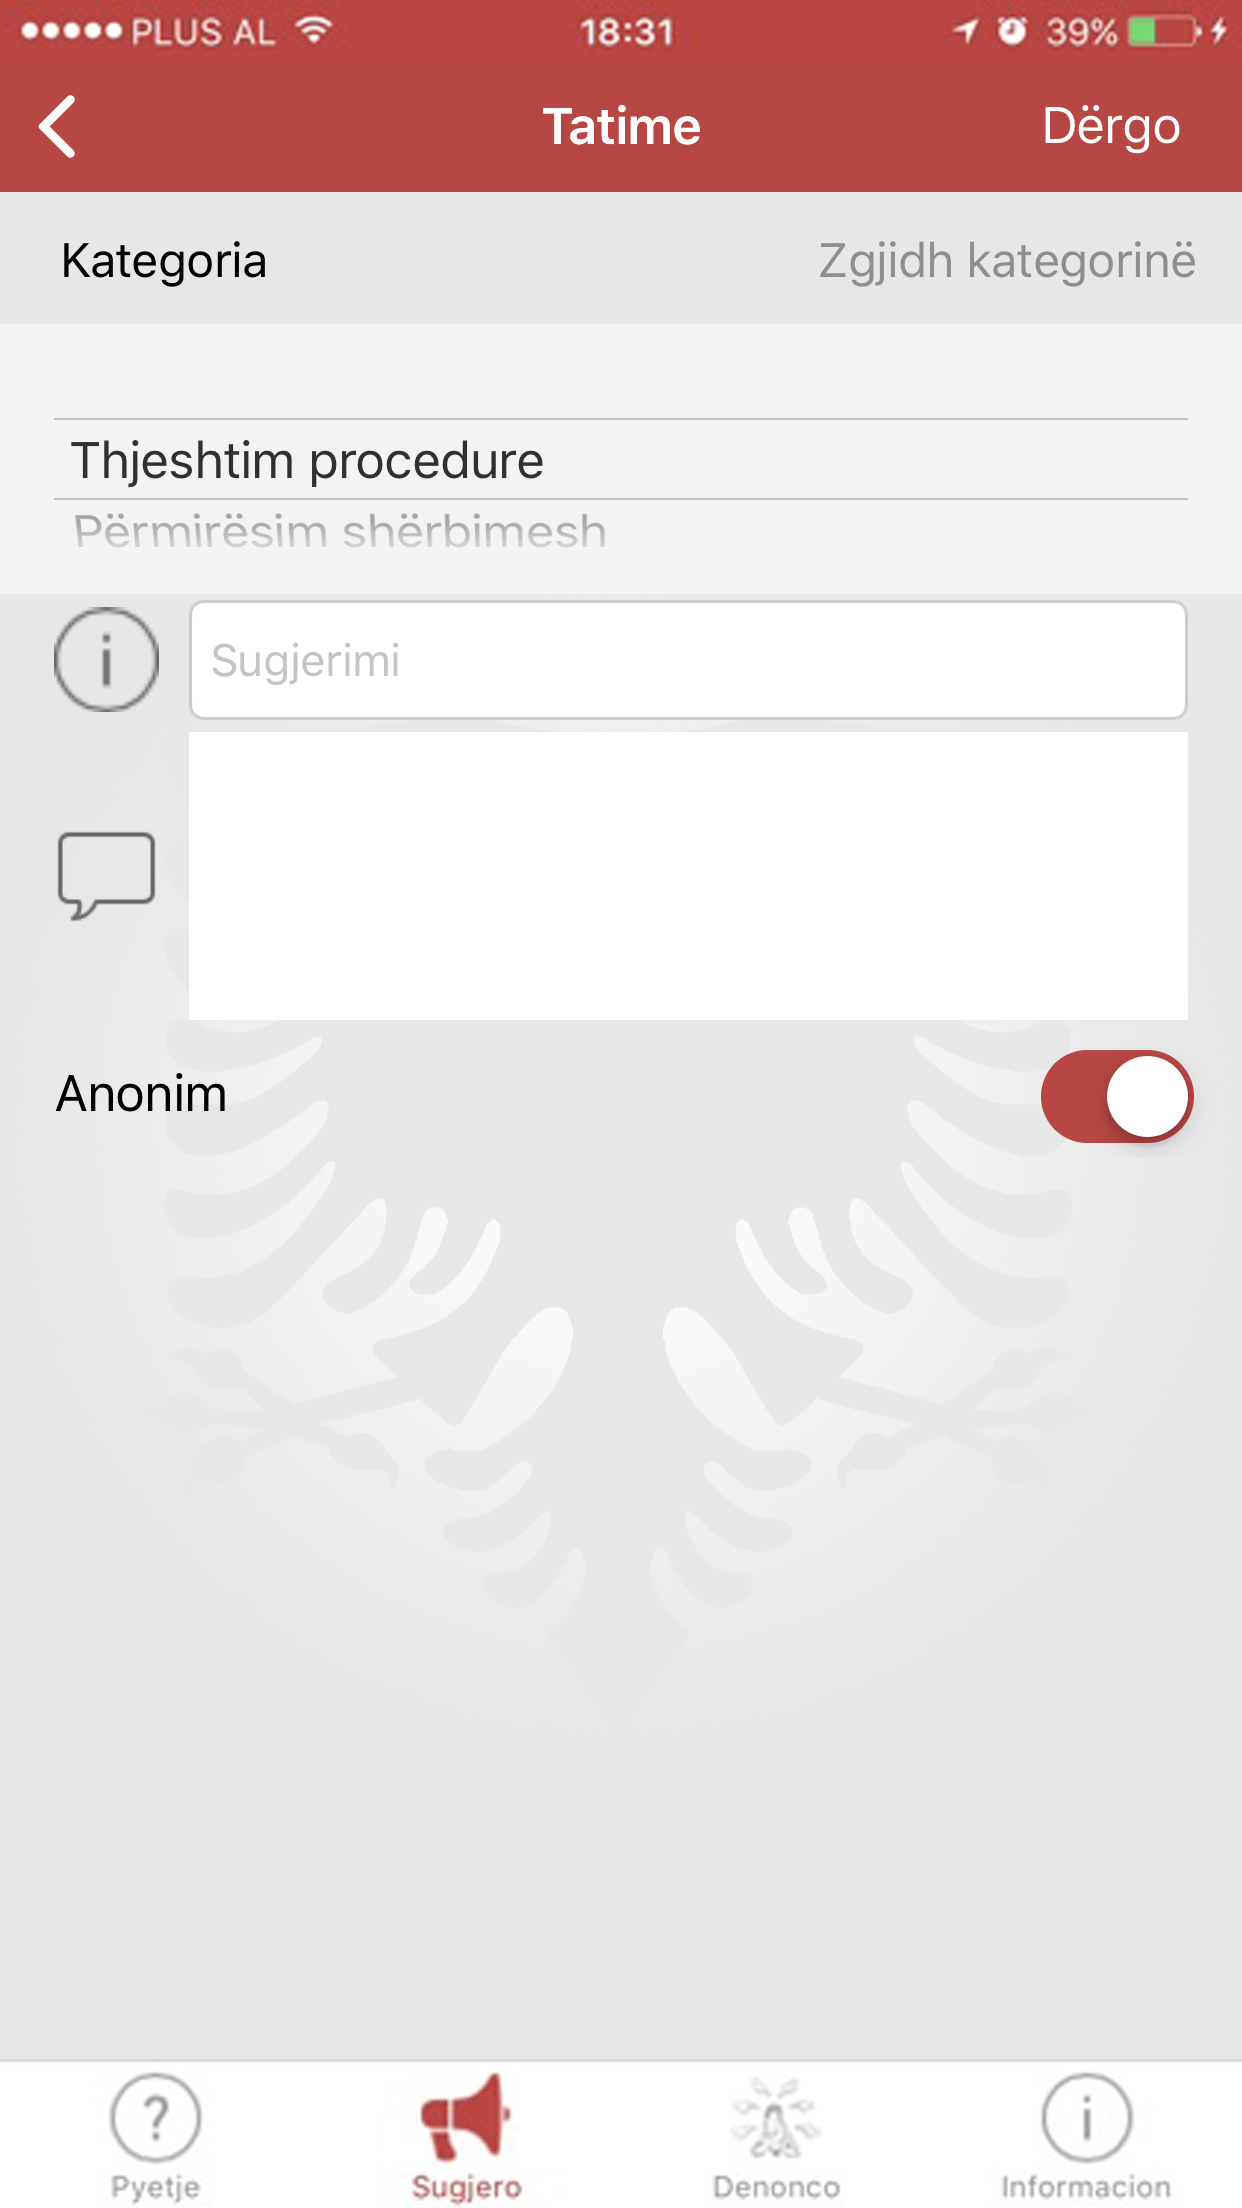 PLUS AL 18:31 39%
Tatime Dërgo
Kategoria Zgjidh kategorinë
Thjeshtim procedure
Përmirësim shërbimesh
i Sugjerimi
Anonim
? i
Pyetje Sugjero Denonco Informacion